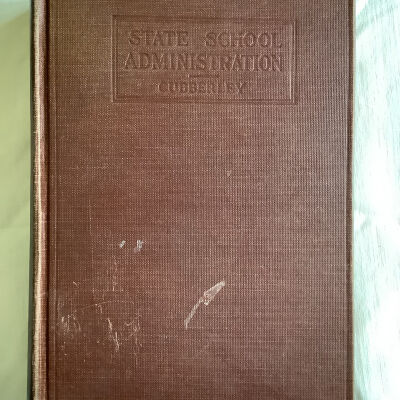 STATE SCHOOL
ADMINISTRATION
CUBBERLEY